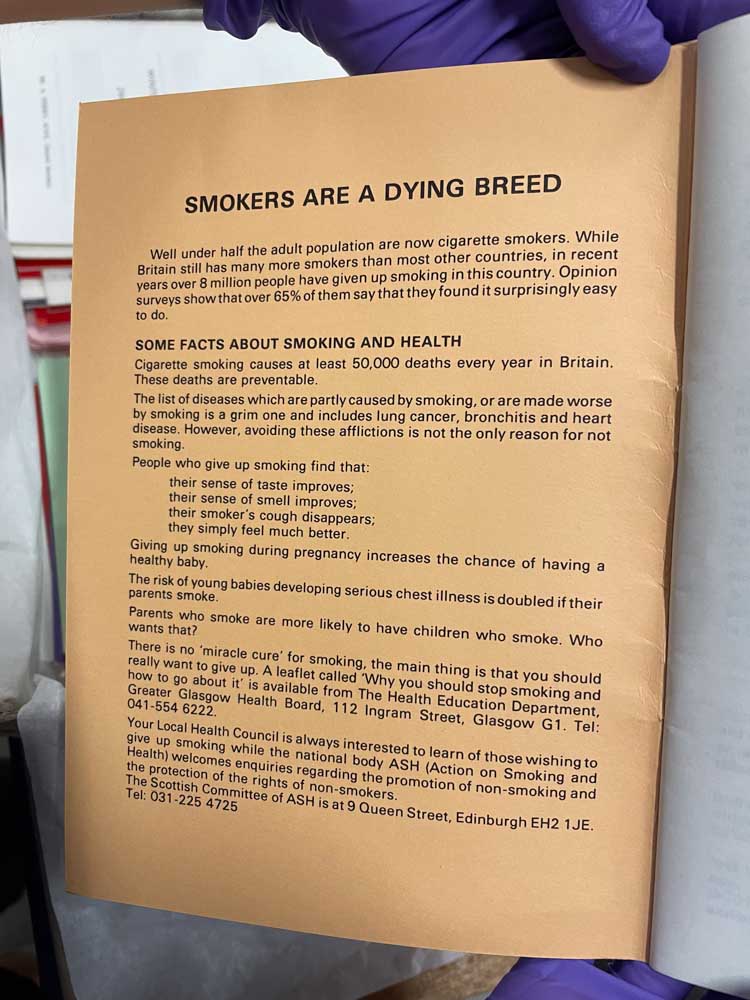 SMOKERS ARE A DYING BREED
Well under half the adult population are now cigarette smokers. While
Britain still has many more smokers than most other countries, in recent
years over 8 million people have given up smoking in this country. Opinion
surveys show that over 65% of them say that they found it surprisingly easy
to do.
SOME FACTS ABOUT SMOKING AND HEALTH
Cigarette smoking causes at least 50,000 deaths every year in Britain.
These deaths are preventable.
The list of diseases which are partly caused by smoking, or are made worse
by smoking is a grim one and includes lung cancer, bronchitis and heart
disease. However, avoiding these afflictions is not the only reason for not
smoking.
People who give up smoking find that:
their sense of taste improves;
their sense of smell improves;
their smoker's cough disappears;
they simply feel much better.
Giving up smoking during pregnancy increases the chance of having a
healthy baby.
The risk of young babies developing serious chest illness is doubled if their
parents smoke.
Parents who smoke are more likely to have children who smoke. Who
wants that?
There is no 'miracle cure' for smoking, the main thing is that you should
really want to give up. A leaflet called 'Why you should stop smoking and
how to go about it' is available from The Health Education Department,
Greater Glasgow Health Board, 112 Ingram Street, Glasgow G1. Tel:
041-554 6222.
Your Local Health Council is always interested to learn of those wishing to
give up smoking while the national body ASH (Action on Smoking and
Health) welcomes enquiries regarding the promotion of non-smoking and
the protection of the rights of non-smokers.
The Scottish Committee of ASH is at 9 Queen Street, Edinburgh EH2 1JE.
Tel: 031-225 4725